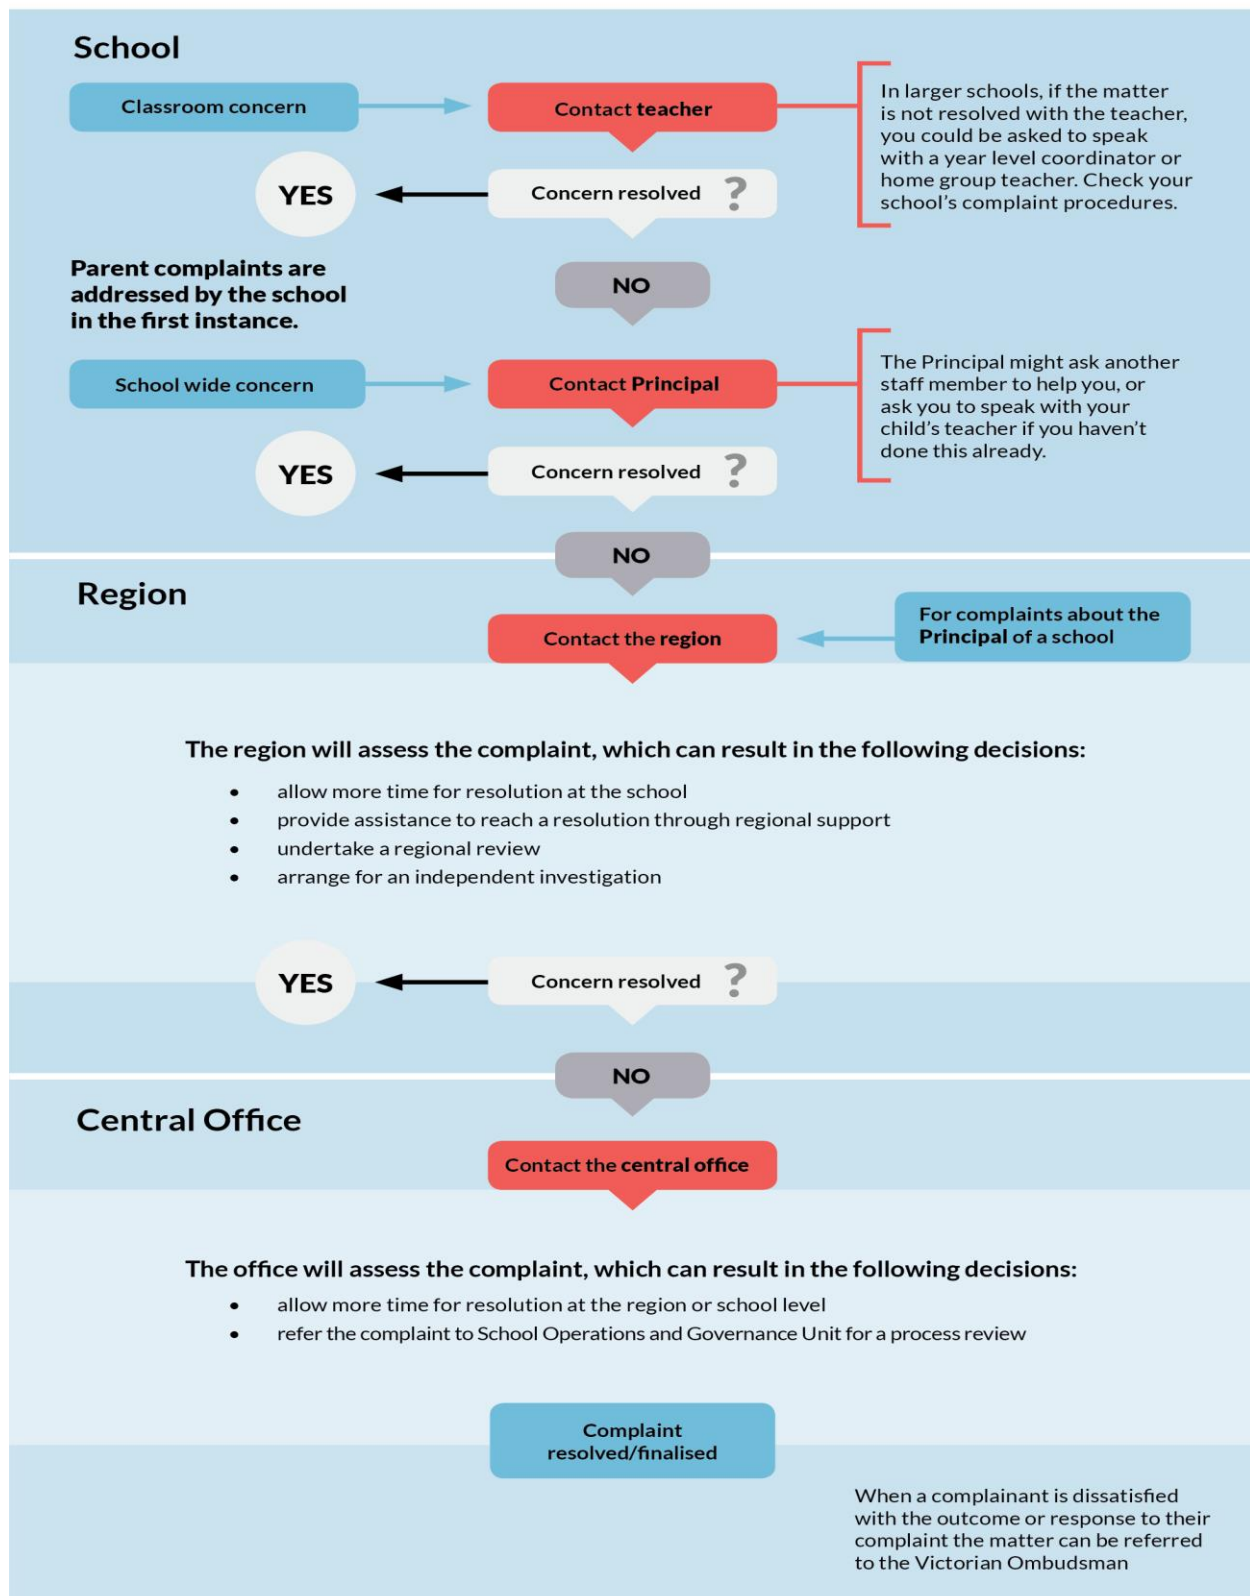 School
Classroom concern
Contact teacher
In larger schools, if the matter
is not resolved with the teacher,
you could be asked to speak
with a year level coordinator or
home group teacher. Check your
school’s complaint procedures.
YES
Concern resolved ?
Parent complaints are
addressed by the school
in the first instance.
NO
School wide concern
Contact Principal
The Principal might ask another
staff member to help you, or
ask you to speak with your
child’s teacher if you haven’t
done this already.
YES
Concern resolved ?
NO
Region
Contact the region
For complaints about the
Principal of a school
The region will assess the complaint, which can result in the following decisions:
• allow more time for resolution at the school
• provide assistance to reach a resolution through regional support
• undertake a regional review
• arrange for an independent investigation
YES
Concern resolved ?
NO
Central Office
Contact the central office
The office will assess the complaint, which can result in the following decisions:
• allow more time for resolution at the region or school level
• refer the complaint to School Operations and Governance Unit for a process review
Complaint
resolved/finalised
When a complainant is dissatisfied
with the outcome or response to their
complaint the matter can be referred
to the Victorian Ombudsman